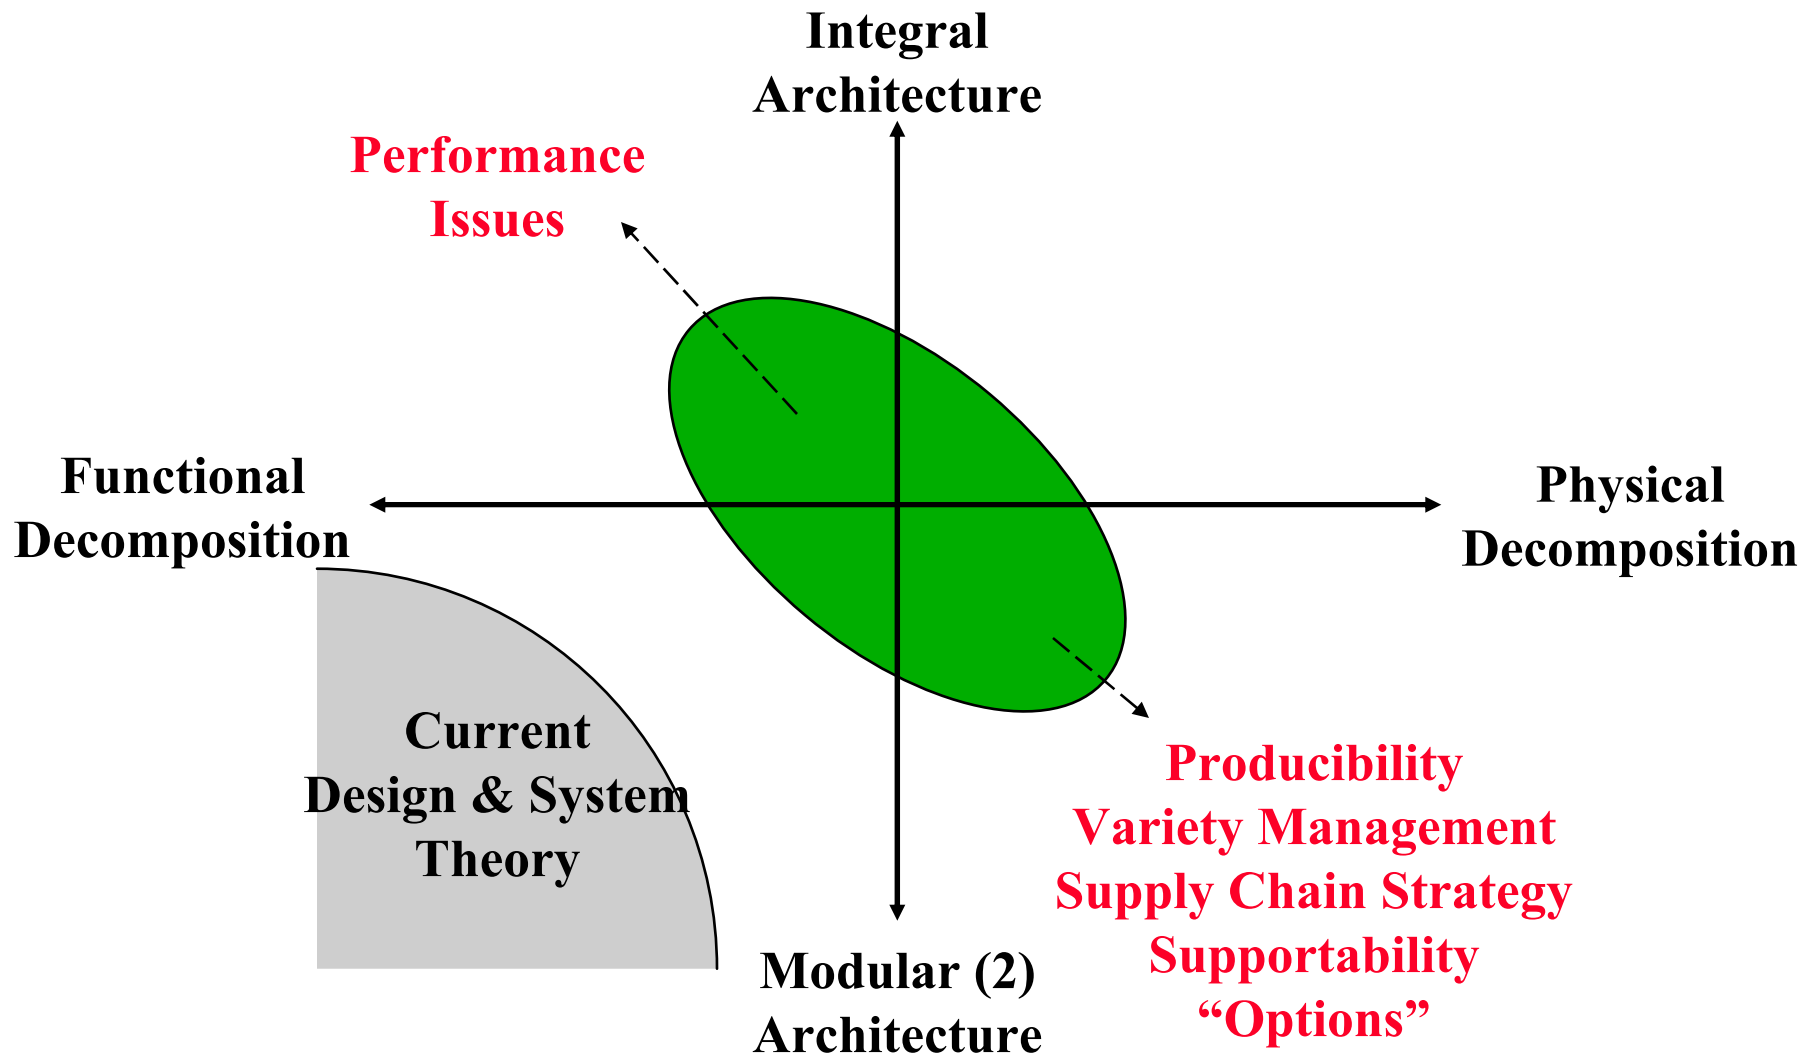 Integral
Architecture
Performance
Issues
Functional
Decomposition
Physical
Decomposition
Current
Design & System
Theory
Producibility
Variety Management
Supply Chain Strategy
Supportability
“Options”
Modular (2)
Architecture